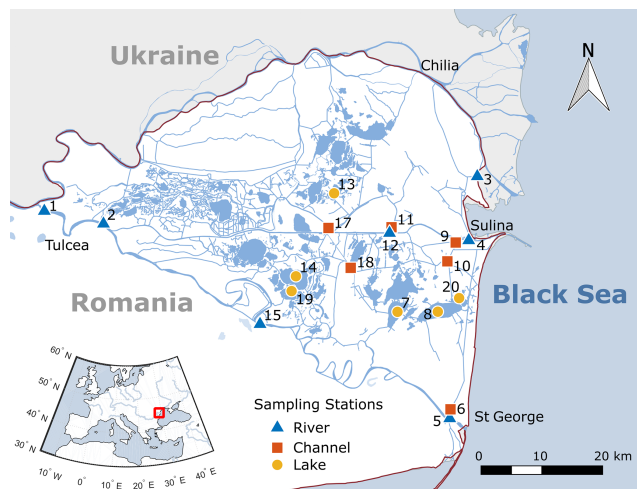 Ukraine
Chilia
N
13
3
1
2
Tulcea
17
11
12
Sulina
9
4
18
10
14
19
20
Romania
Black Sea
15
7
8
60° N
50° N
40° N
30° N
10° W
0°
10° E
20° E
30° E
40° E
Sampling Stations
River
Channel
Lake
6
5
St George
0
10
20 km